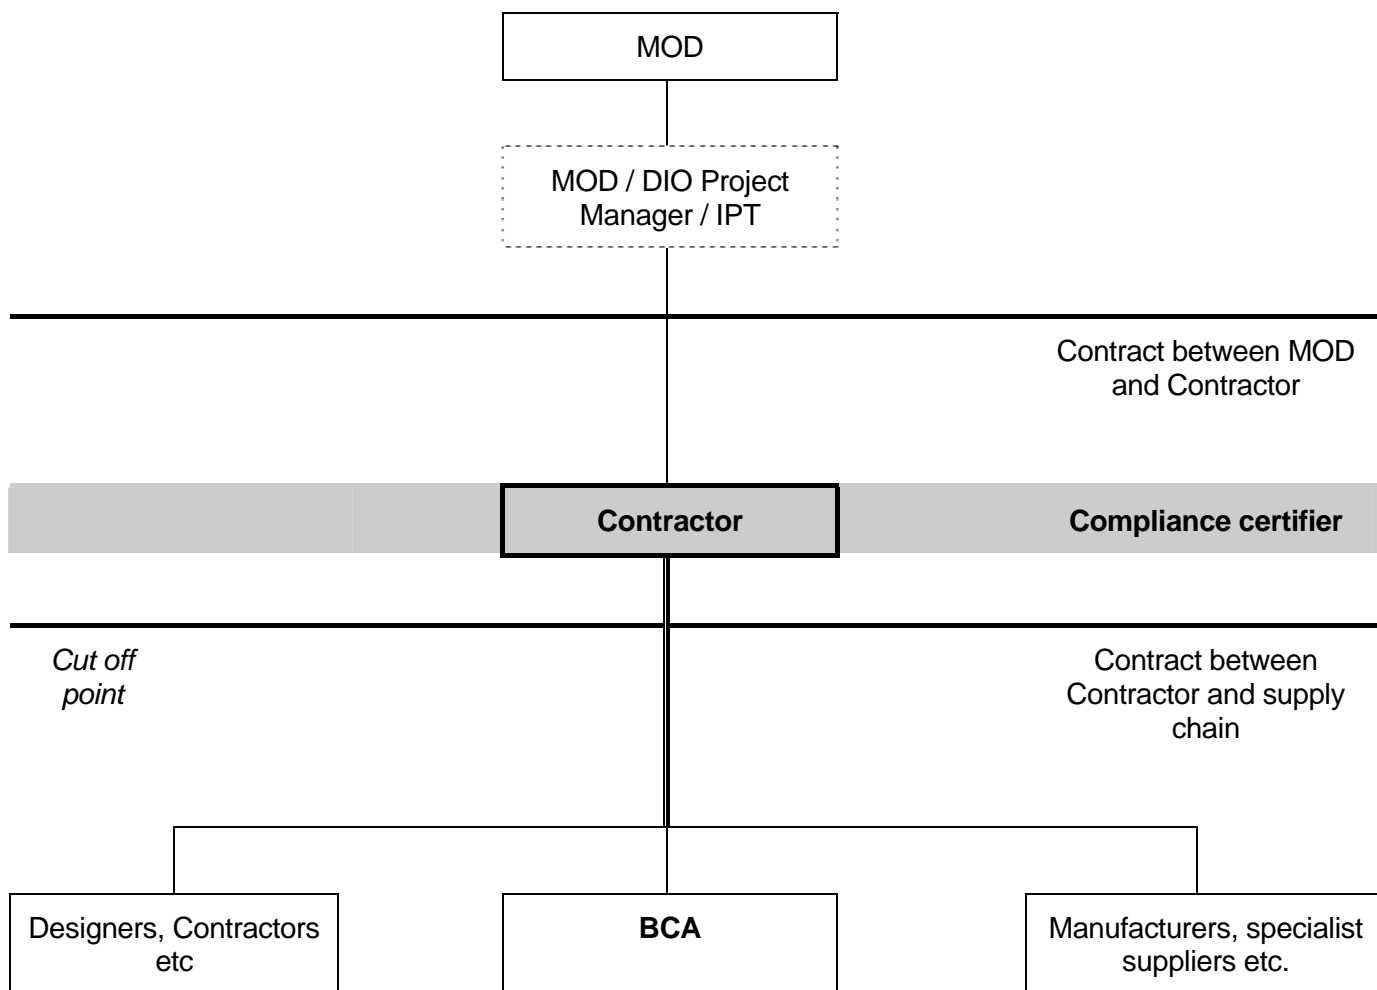 MOD
MOD / DIO Project
Manager / IPT
Contract between MOD
and Contractor
Contractor
Compliance certifier
Cut off
point
Contract between
Contractor and supply
chain
Designers, Contractors
etc
BCA
Manufacturers, specialist
suppliers etc.